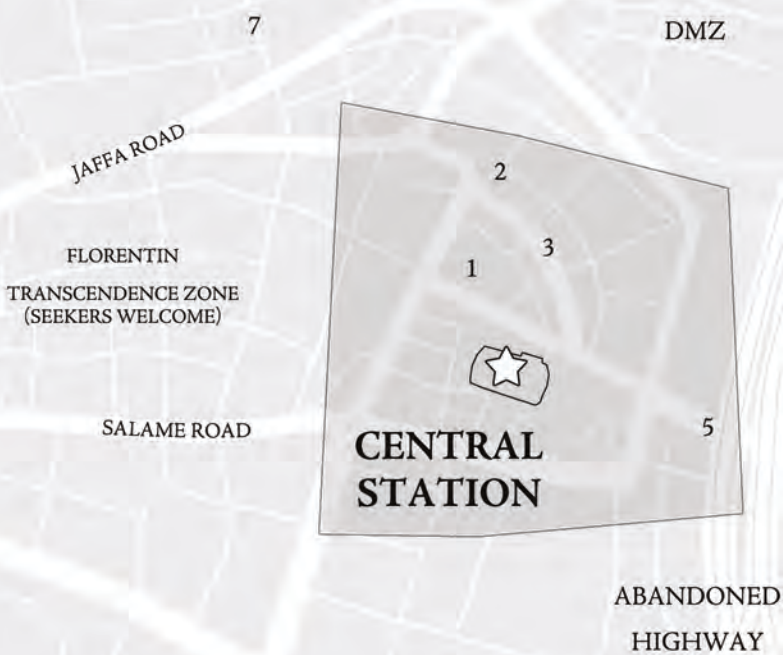 7
DMZ
JAFFA ROAD
2
3
FLORENTIN
1
TRANSCENDENCE ZONE
(SEEKERS WELCOME)
SALAME ROAD
5
CENTRAL
STATION
ABANDONED
HIGHWAY